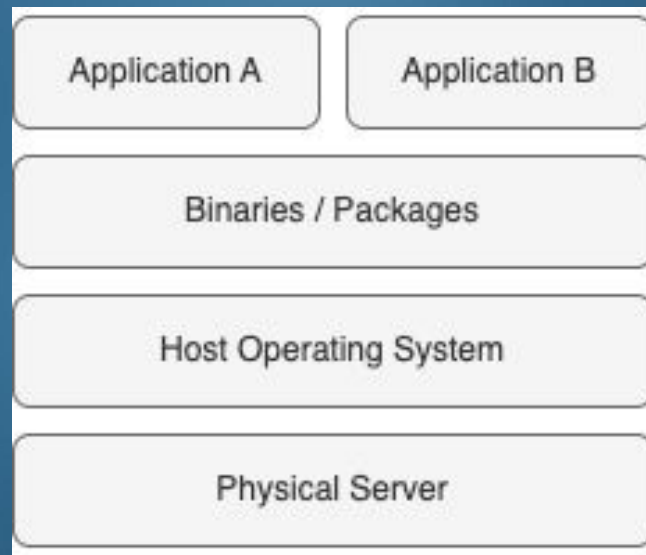 Application A
Application B
Binaries / Packages
Host Operating System
Physical Server